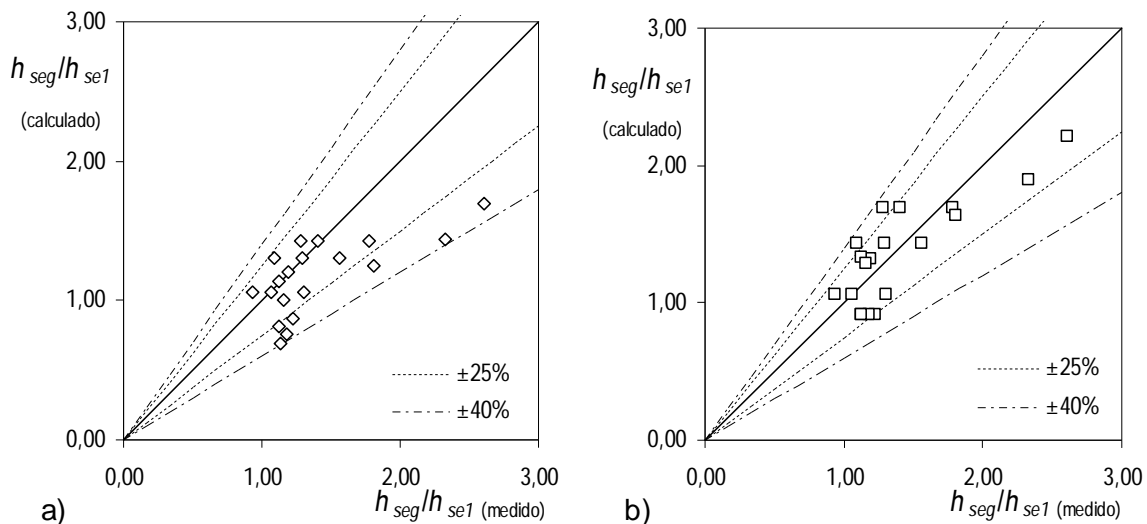 3,00
h seg/h se1
(calculado)
2,00
1,00
0,00
±25%
±40%
0,00 1,00 2,00 3,00
a) h seg/h se1 (medido)
3,00
h seg/h se1
(calculado)
2,00
1,00
0,00
±25%
±40%
0,00 1,00 2,00 3,00
b) h seg/h se1 (medido)